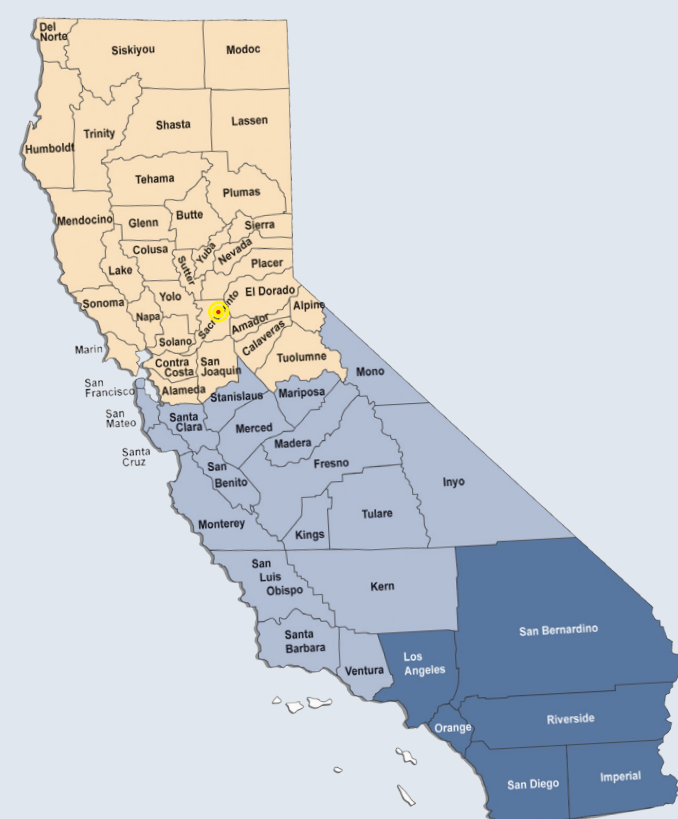 Del
Norte
Siskiyou
Modoc
Humboldt
Trinity
Shasta
Lassen
Tehama
Plumas
Mendocino
Glenn
Butte
Sierra
Yuba
Nevada
Colusa
Sutter
Lake
Placer
El Dorado
Yolo
Sonoma
Napa
Alpine
Amador
Solano
Calaveras
Marin
Contra
Costa
San
Joaquin
Tuolumne
Mono
San
Francisco
Alameda
Stanislaus
Mariposa
San
Mateo
Santa
Clara
Merced
Madera
Santa
Cruz
San
Benito
Fresno
Inyo
Monterey
Kings
Tulare
San
Luis
Obispo
Kern
Santa
Barbara
Ventura
Los
Angeles
San Bernardino
Orange
Riverside
San Diego
Imperial